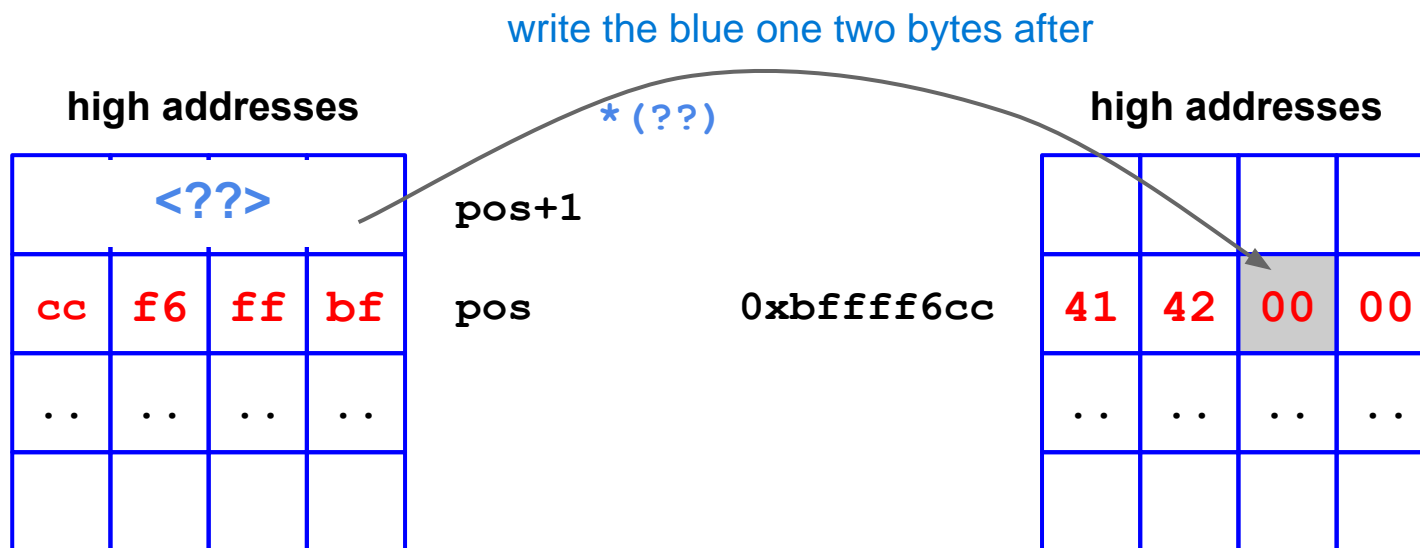 write the blue one two bytes after
high addresses
*(??)
high addresses
<??>
pos+1
cc f6 ff bf
pos
0xbffff6cc
41 42 00 00
.. .. .. ..
.. .. .. ..